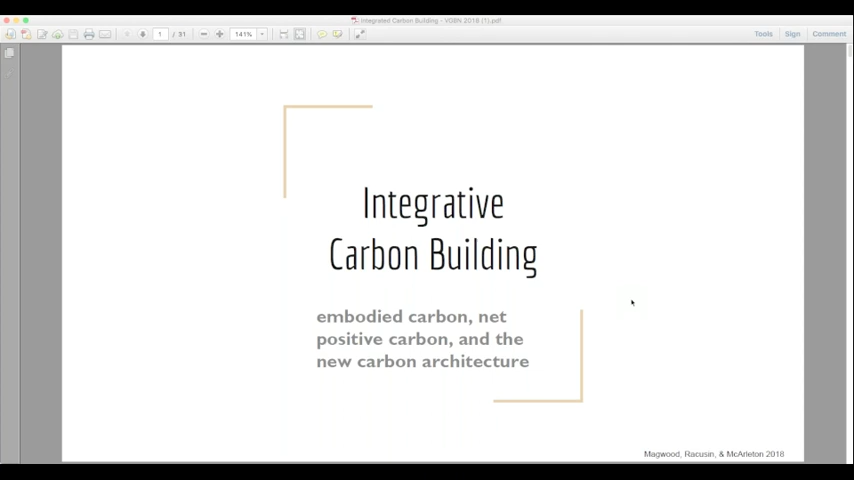 Integrated Carbon Building - VGBN 2018 (1).pdf
1 / 31
141%
Tools Sign Comment
Integrative
Carbon Building
embodied carbon, net
positive carbon, and the
new carbon architecture
Magwood, Racusin, & McArleton 2018